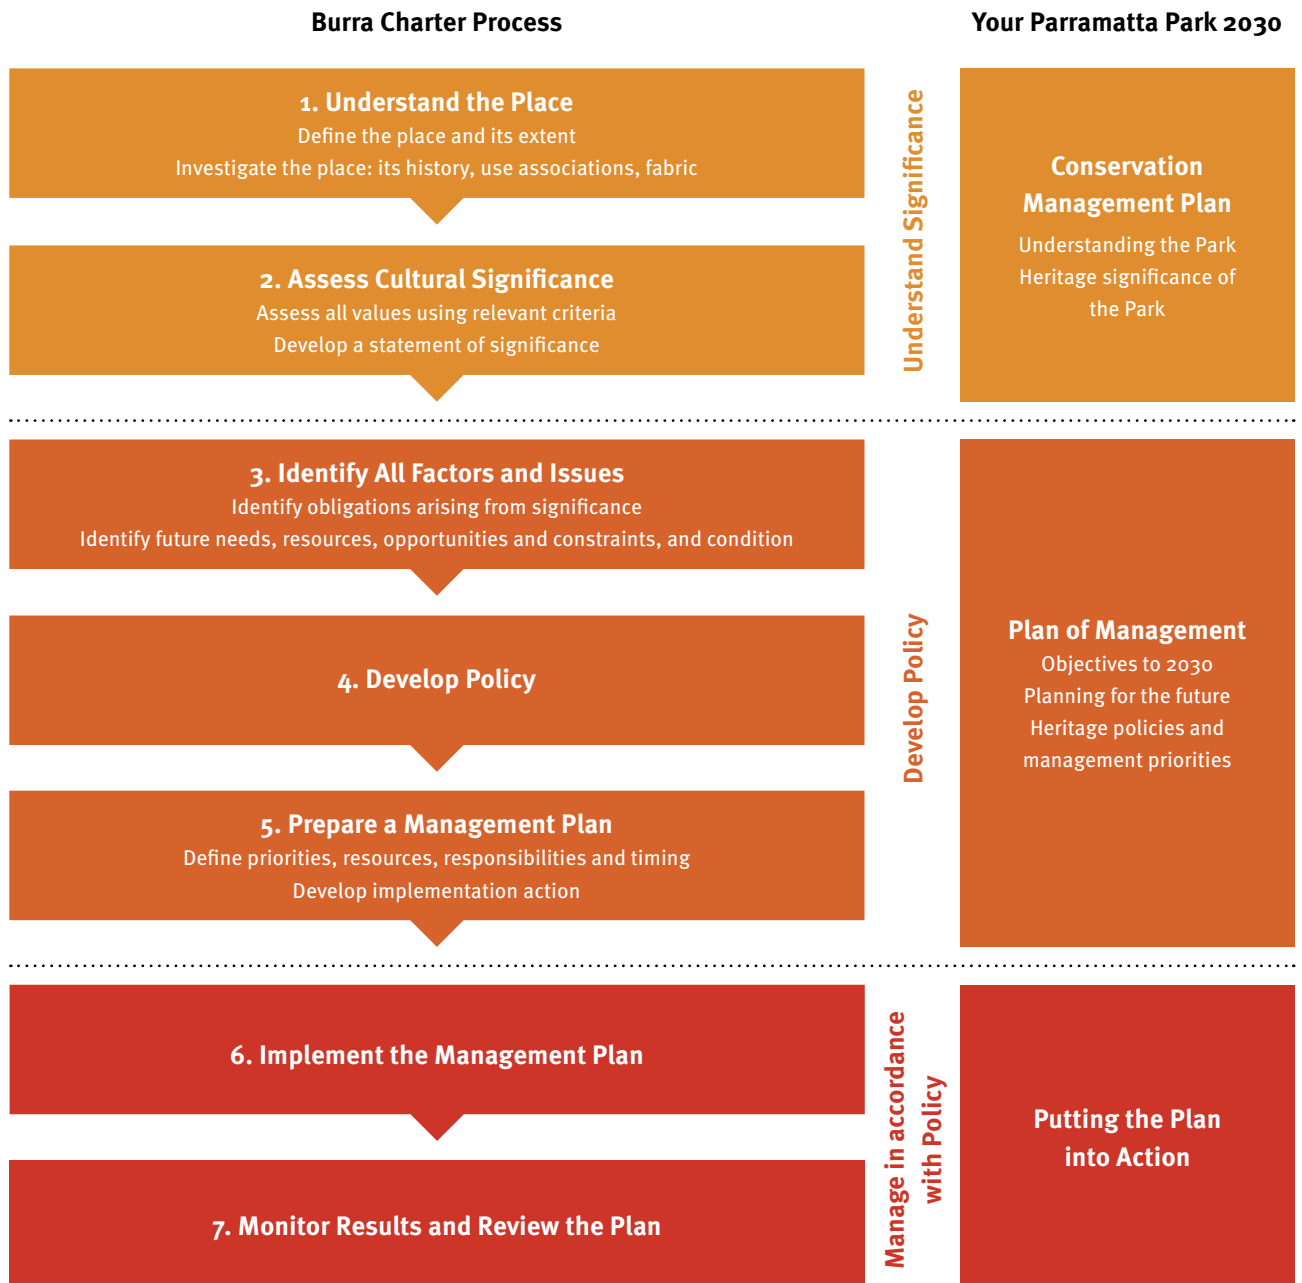 Burra Charter Process
Your Parramatta Park 2030
1. Understand the Place
Define the place and its extent
Investigate the place: its history, use associations, fabric
2. Assess Cultural Significance
Assess all values using relevant criteria
Develop a statement of significance
Understand Significance
Conservation
Management Plan
Understanding the Park
Heritage significance of
the Park
3. Identify All Factors and Issues
Identify obligations arising from significance
Identify future needs, resources, opportunities and constraints, and condition
4. Develop Policy
5. Prepare a Management Plan
Define priorities, resources, responsibilities and timing
Develop implementation action
Develop Policy
Plan of Management
Objectives to 2030
Planning for the future
Heritage policies and
management priorities
6. Implement the Management Plan
7. Monitor Results and Review the Plan
Manage in accordance
with Policy
Putting the Plan
into Action